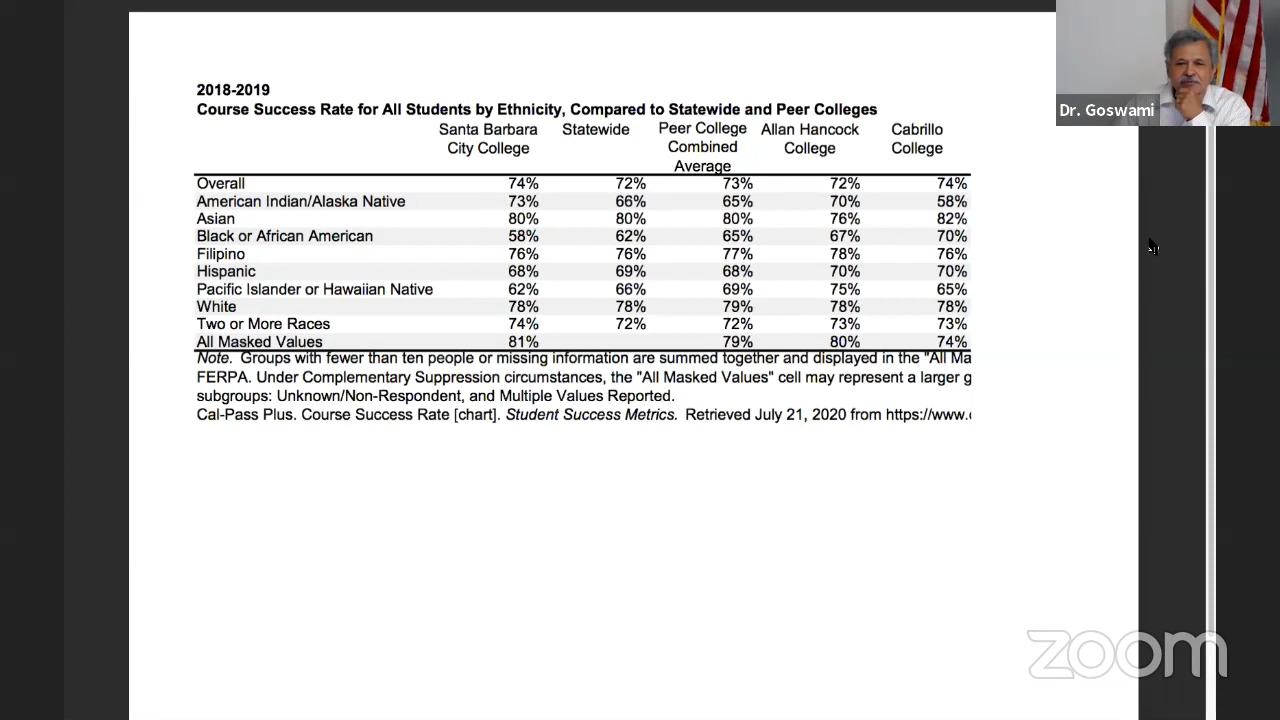 2018-2019
Course Success Rate for All Students by Ethnicity, Compared to Statewide and Peer Colleges
Santa Barbara City College Statewide Peer College Combined Average Allan Hancock College Cabrillo College
Overall 74% 72% 73% 72% 74%
American Indian/Alaska Native 73% 66% 65% 70% 58%
Asian 80% 80% 80% 76% 82%
Black or African American 58% 62% 65% 67% 70%
Filipino 76% 76% 77% 78% 76%
Hispanic 68% 69% 68% 70% 70%
Pacific Islander or Hawaiian Native 62% 66% 69% 75% 65%
White 78% 78% 79% 78% 78%
Two or More Races 74% 72% 72% 73% 73%
All Masked Values 81% 79% 80% 74%
Note. Groups with fewer than ten people or missing information are summed together and displayed in the "All Ma
FERPA. Under Complementary Suppression circumstances, the "All Masked Values" cell may represent a larger g
subgroups: Unknown/Non-Respondent, and Multiple Values Reported.
Cal-Pass Plus. Course Success Rate [chart]. Student Success Metrics. Retrieved July 21, 2020 from https://www.
Dr. Goswami
zoom